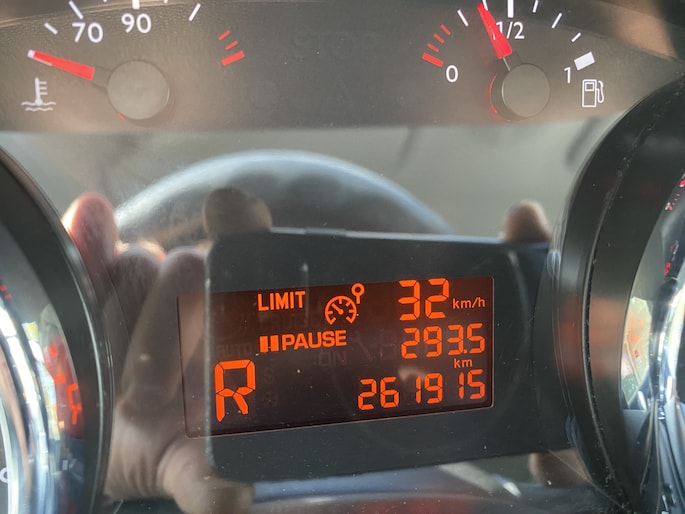 70 90
0 1/2 1
LIMIT 32 km/h
PAUSE 293.5
km
R 261915